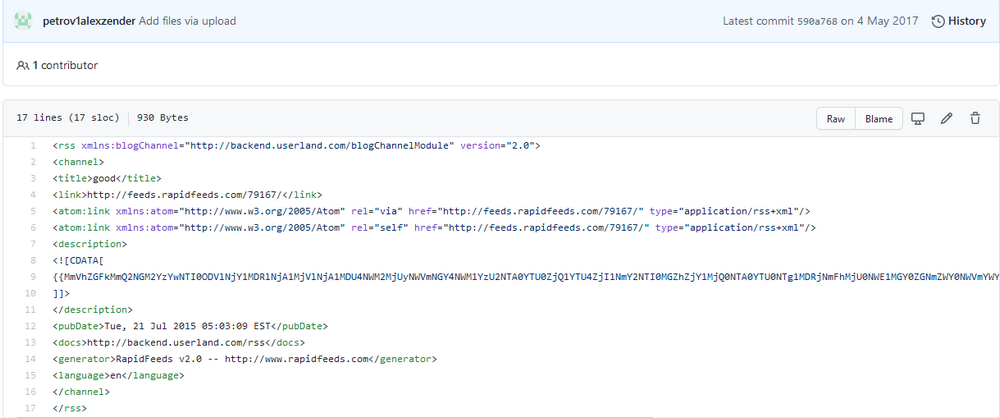 petrov1alexzender Add files via upload Latest commit 590a768 on 4 May 2017 History
1 contributor
17 lines (17 sloc) 930 Bytes Raw Blame
1 <rss xmlns:blogChannel="http://backend.userland.com/blogChannelModule" version="2.0">
2 <channel>
3 <title>good</title>
4 <link>http://feeds.rapidfeeds.com/79167/</link>
5 <atom:link xmlns:atom="http://www.w3.org/2005/Atom" rel="via" href="http://feeds.rapidfeeds.com/79167/" type="application/rss+xml"/>
6 <atom:link xmlns:atom="http://www.w3.org/2005/Atom" rel="self" href="http://feeds.rapidfeeds.com/79167/" type="application/rss+xml"/>
7 <description>
8 <![CDATA[
9
10 ]]>
11 </description>
12 <pubDate>Tue, 21 Jul 2015 05:03:09 EST</pubDate>
13 <docs>http://backend.userland.com/rss</docs>
14 <generator>RapidFeeds v2.0 -- http://www.rapidfeeds.com</generator>
15 <language>en</language>
16 </channel>
17 </rss>